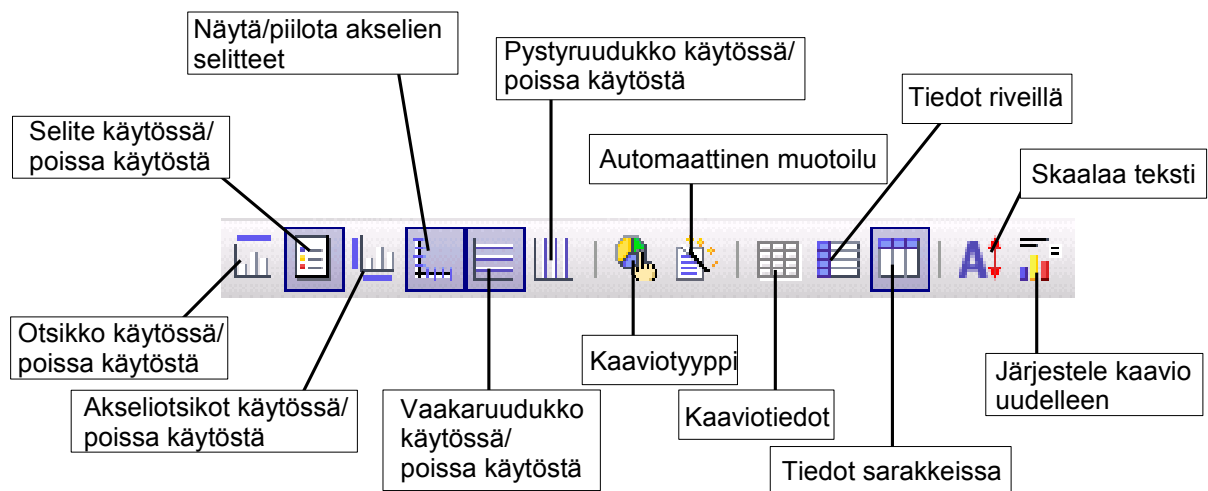 Näytä/piilota akselien
selitteet
Pystyruudukko käytössä/
poissa käytöstä
Tiedot riveillä
Selite käytössä/
poissa käytöstä
Automaattinen muotoilu
Skaalaa teksti
Otsikko käytössä/
poissa käytöstä
Akseliotsikot käytössä/
poissa käytöstä
Vaakaruudukko
käytössä/
poissa käytöstä
Kaaviotyyppi
Kaaviotiedot
Tiedot sarakkeissa
Järjestele kaavio
uudelleen